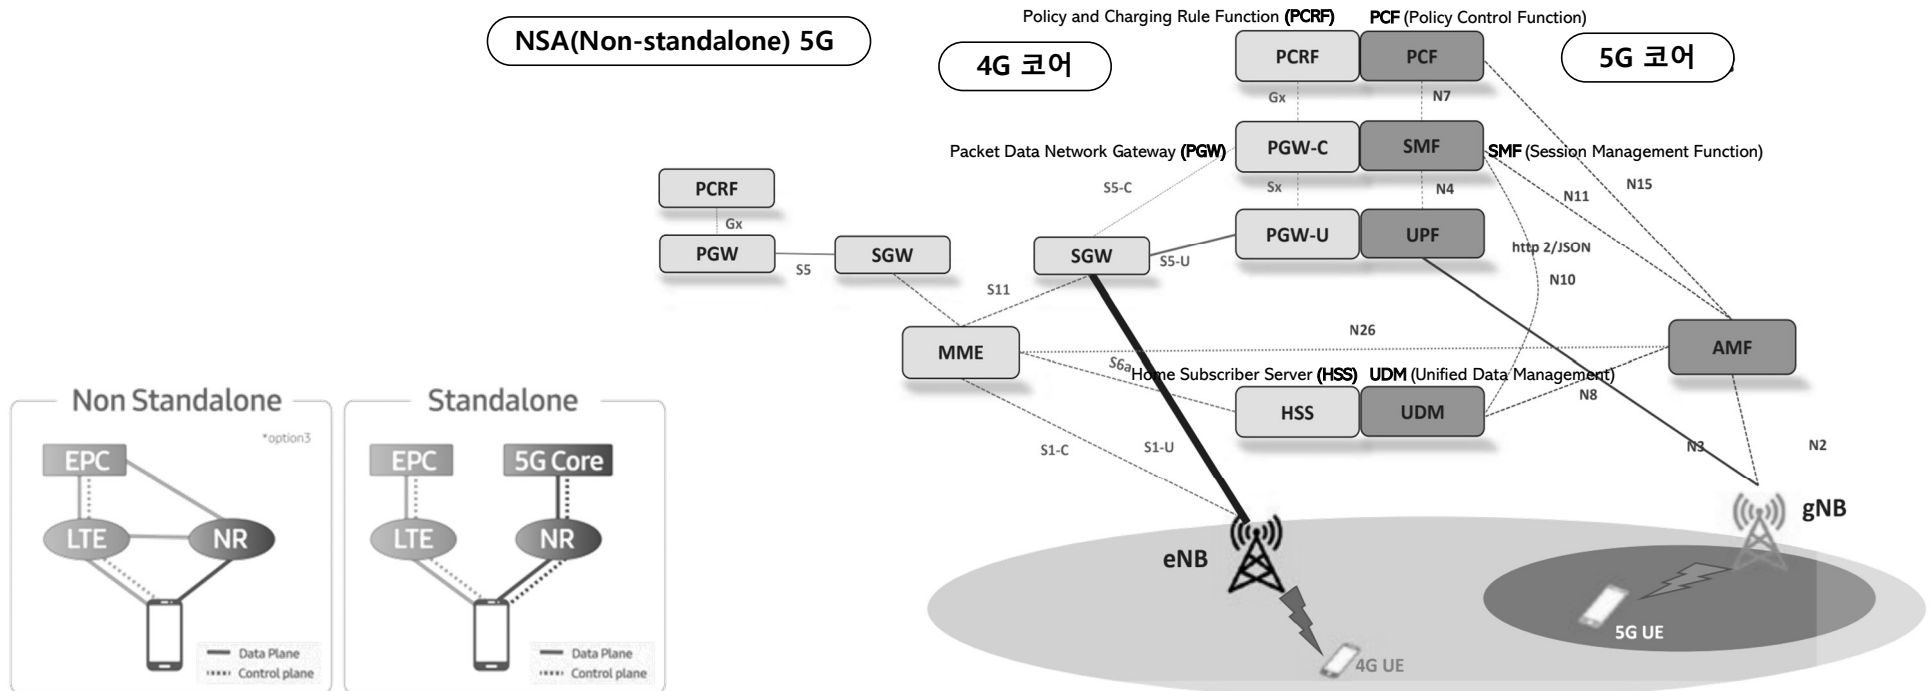 Policy and Charging Rule Function (PCRF)
PCF (Policy Control Function)
NSA(Non-standalone) 5G
4G 코어
PCRF
PCF
5G 코어
Gx
N7
Packet Data Network Gateway (PGW)
PGW-C
SMF
SMF (Session Management Function)
PCRF
S5-C
Sx
N4
N11
N15
Gx
PGW
S5
SGW
SGW
S5-U
PGW-U
UPF
http 2/JSON
N10
S11
N26
MME
AMF
S6a
Home Subscriber Server (HSS)
UDM (Unified Data Management)
N8
HSS
UDM
S1-C
S1-U
N3
N2
Non Standalone
*option3
EPC
LTE
NR
Data Plane
Control plane
Standalone
EPC
5G Core
LTE
NR
Data Plane
Control plane
eNB
gNB
4G UE
5G UE